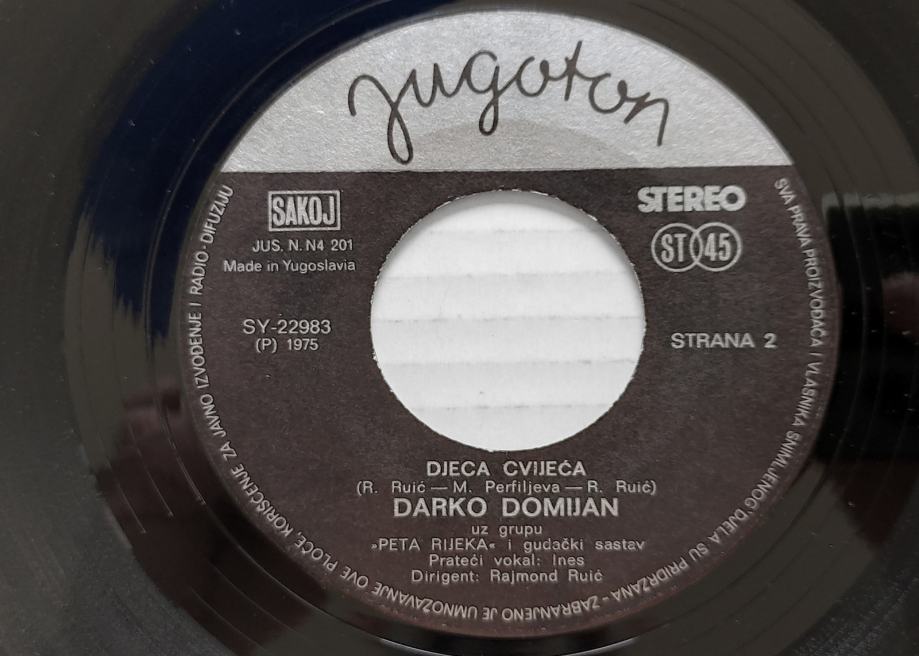 jugoton
SAKOJ
JUS. N. N4 201
Made in Yugoslavia
STEREO
ST 45
SY-22983
(P) 1975
STRANA 2
DJECA CVIJEĆA
(R. Ruić — M. Perfiljeva — R. Ruić)
DARKO DOMIJAN
uz grupu
»PETA RIJEKA« i gudački sastav
Prateći vokal: Ines
Dirigent: Rajmond Ruić
SVA PRAVA PROIZVOĐAČA I VLASNIKA SNIMLJENOG DJELA SU PRIDRŽANA - ZABRANJENO JE UMNOŽAVANJE OVE PLOČE, KORIŠĆENJE ZA JAVNO IZVOĐENJE I RADIO-DIFUZIJU